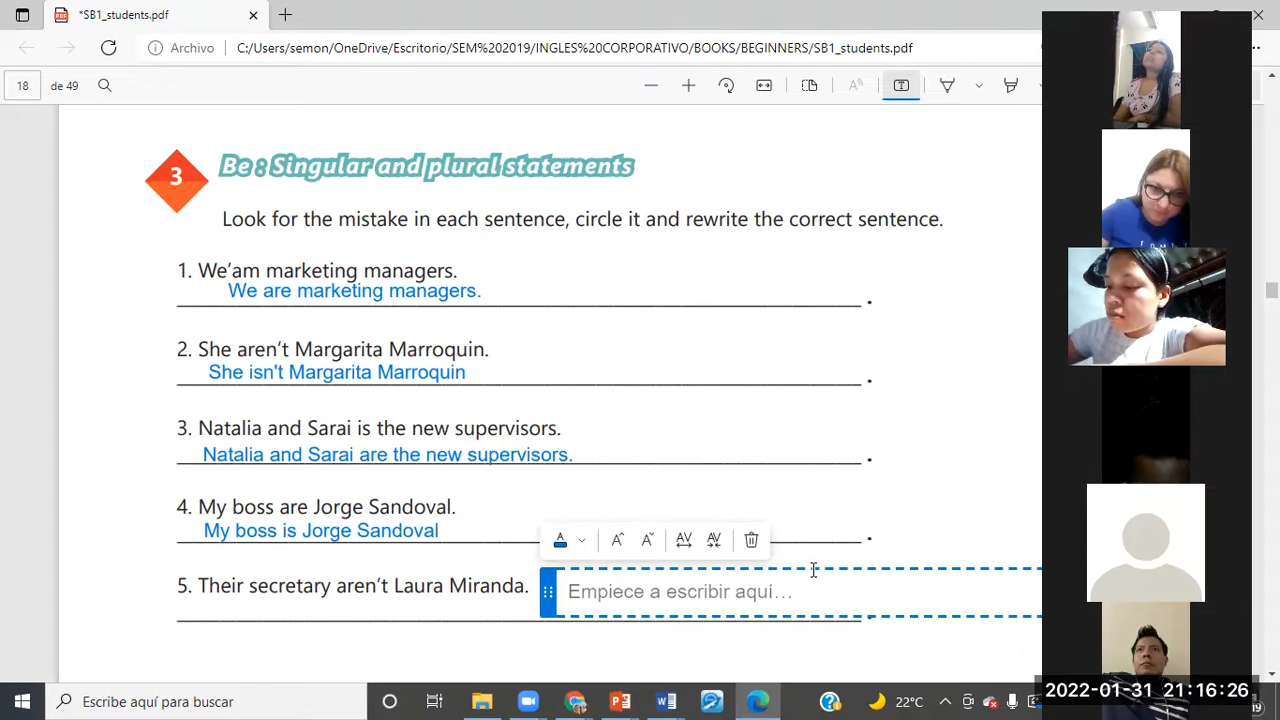 *SB1_students.pdf
Archivo C:/Users/semon/OneDrive/Escritorio/SEM%202019/INGLES%20CORPORATIVO/BOOKS/BEGINNERS/SB1_students.pdf
18 de 49
3 Be : Singular and plural statements
Look for the mistake in each sentence, circle it and rewrite the correct sentence.
1. We'am marketing managers.
We are marketing managers.
2. She aren't Margarita Marroquin.
She isn't Margarita Marroquin
3. Natalia and Sarai is the new supervisors.
Natalia and Sarai are the new supervisors.
4. My boss are Jorge Sandoval.
My boss is Jorge Sandoval
5. Their secretary aren't Laura Miranda.
Empiece a escribir aquí…
Escribe aquí para buscar
22°C
2022-01-31 21:16:26